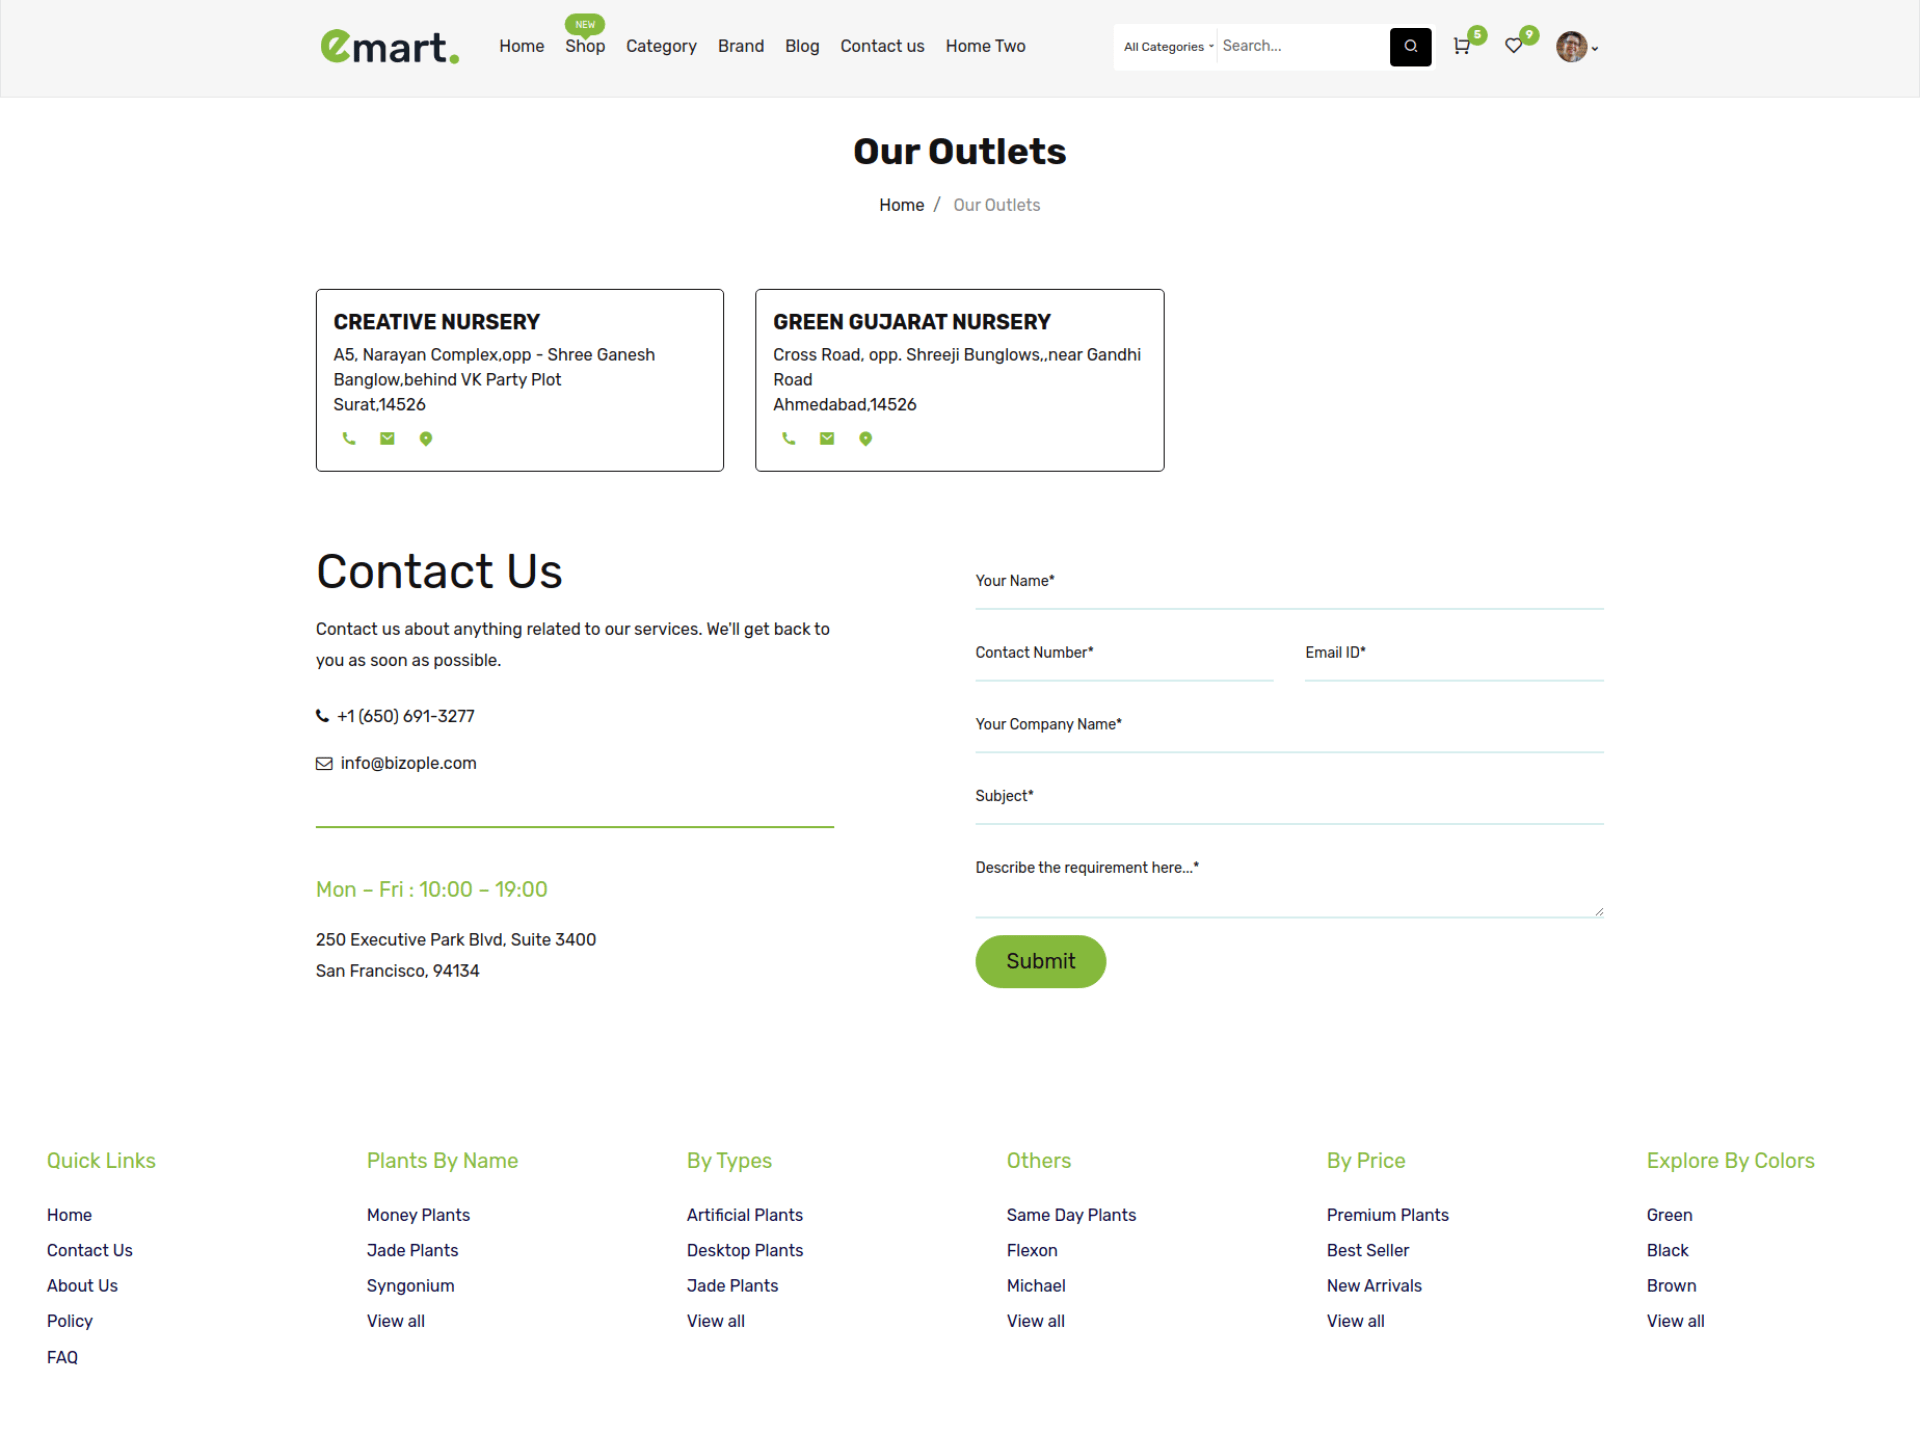 emart.
Home
NEW
Shop
Category
Brand
Blog
Contact us
Home Two
All Categories
Search...
5
9
Our Outlets
Home / Our Outlets
CREATIVE NURSERY
A5, Narayan Complex,opp - Shree Ganesh
Banglow,behind VK Party Plot
Surat,14526
GREEN GUJARAT NURSERY
Cross Road, opp. Shreeji Bunglows,,near Gandhi
Road
Ahmedabad,14526
Contact Us
Contact us about anything related to our services. We'll get back to
you as soon as possible.
+1 (650) 691-3277
info@bizople.com
Mon – Fri : 10:00 – 19:00
250 Executive Park Blvd, Suite 3400
San Francisco, 94134
Your Name*
Contact Number*
Email ID*
Your Company Name*
Subject*
Describe the requirement here...*
Submit
Quick Links
Home
Contact Us
About Us
Policy
FAQ
Plants By Name
Money Plants
Jade Plants
Syngonium
View all
By Types
Artificial Plants
Desktop Plants
Jade Plants
View all
Others
Same Day Plants
Flexon
Michael
View all
By Price
Premium Plants
Best Seller
New Arrivals
View all
Explore By Colors
Green
Black
Brown
View all